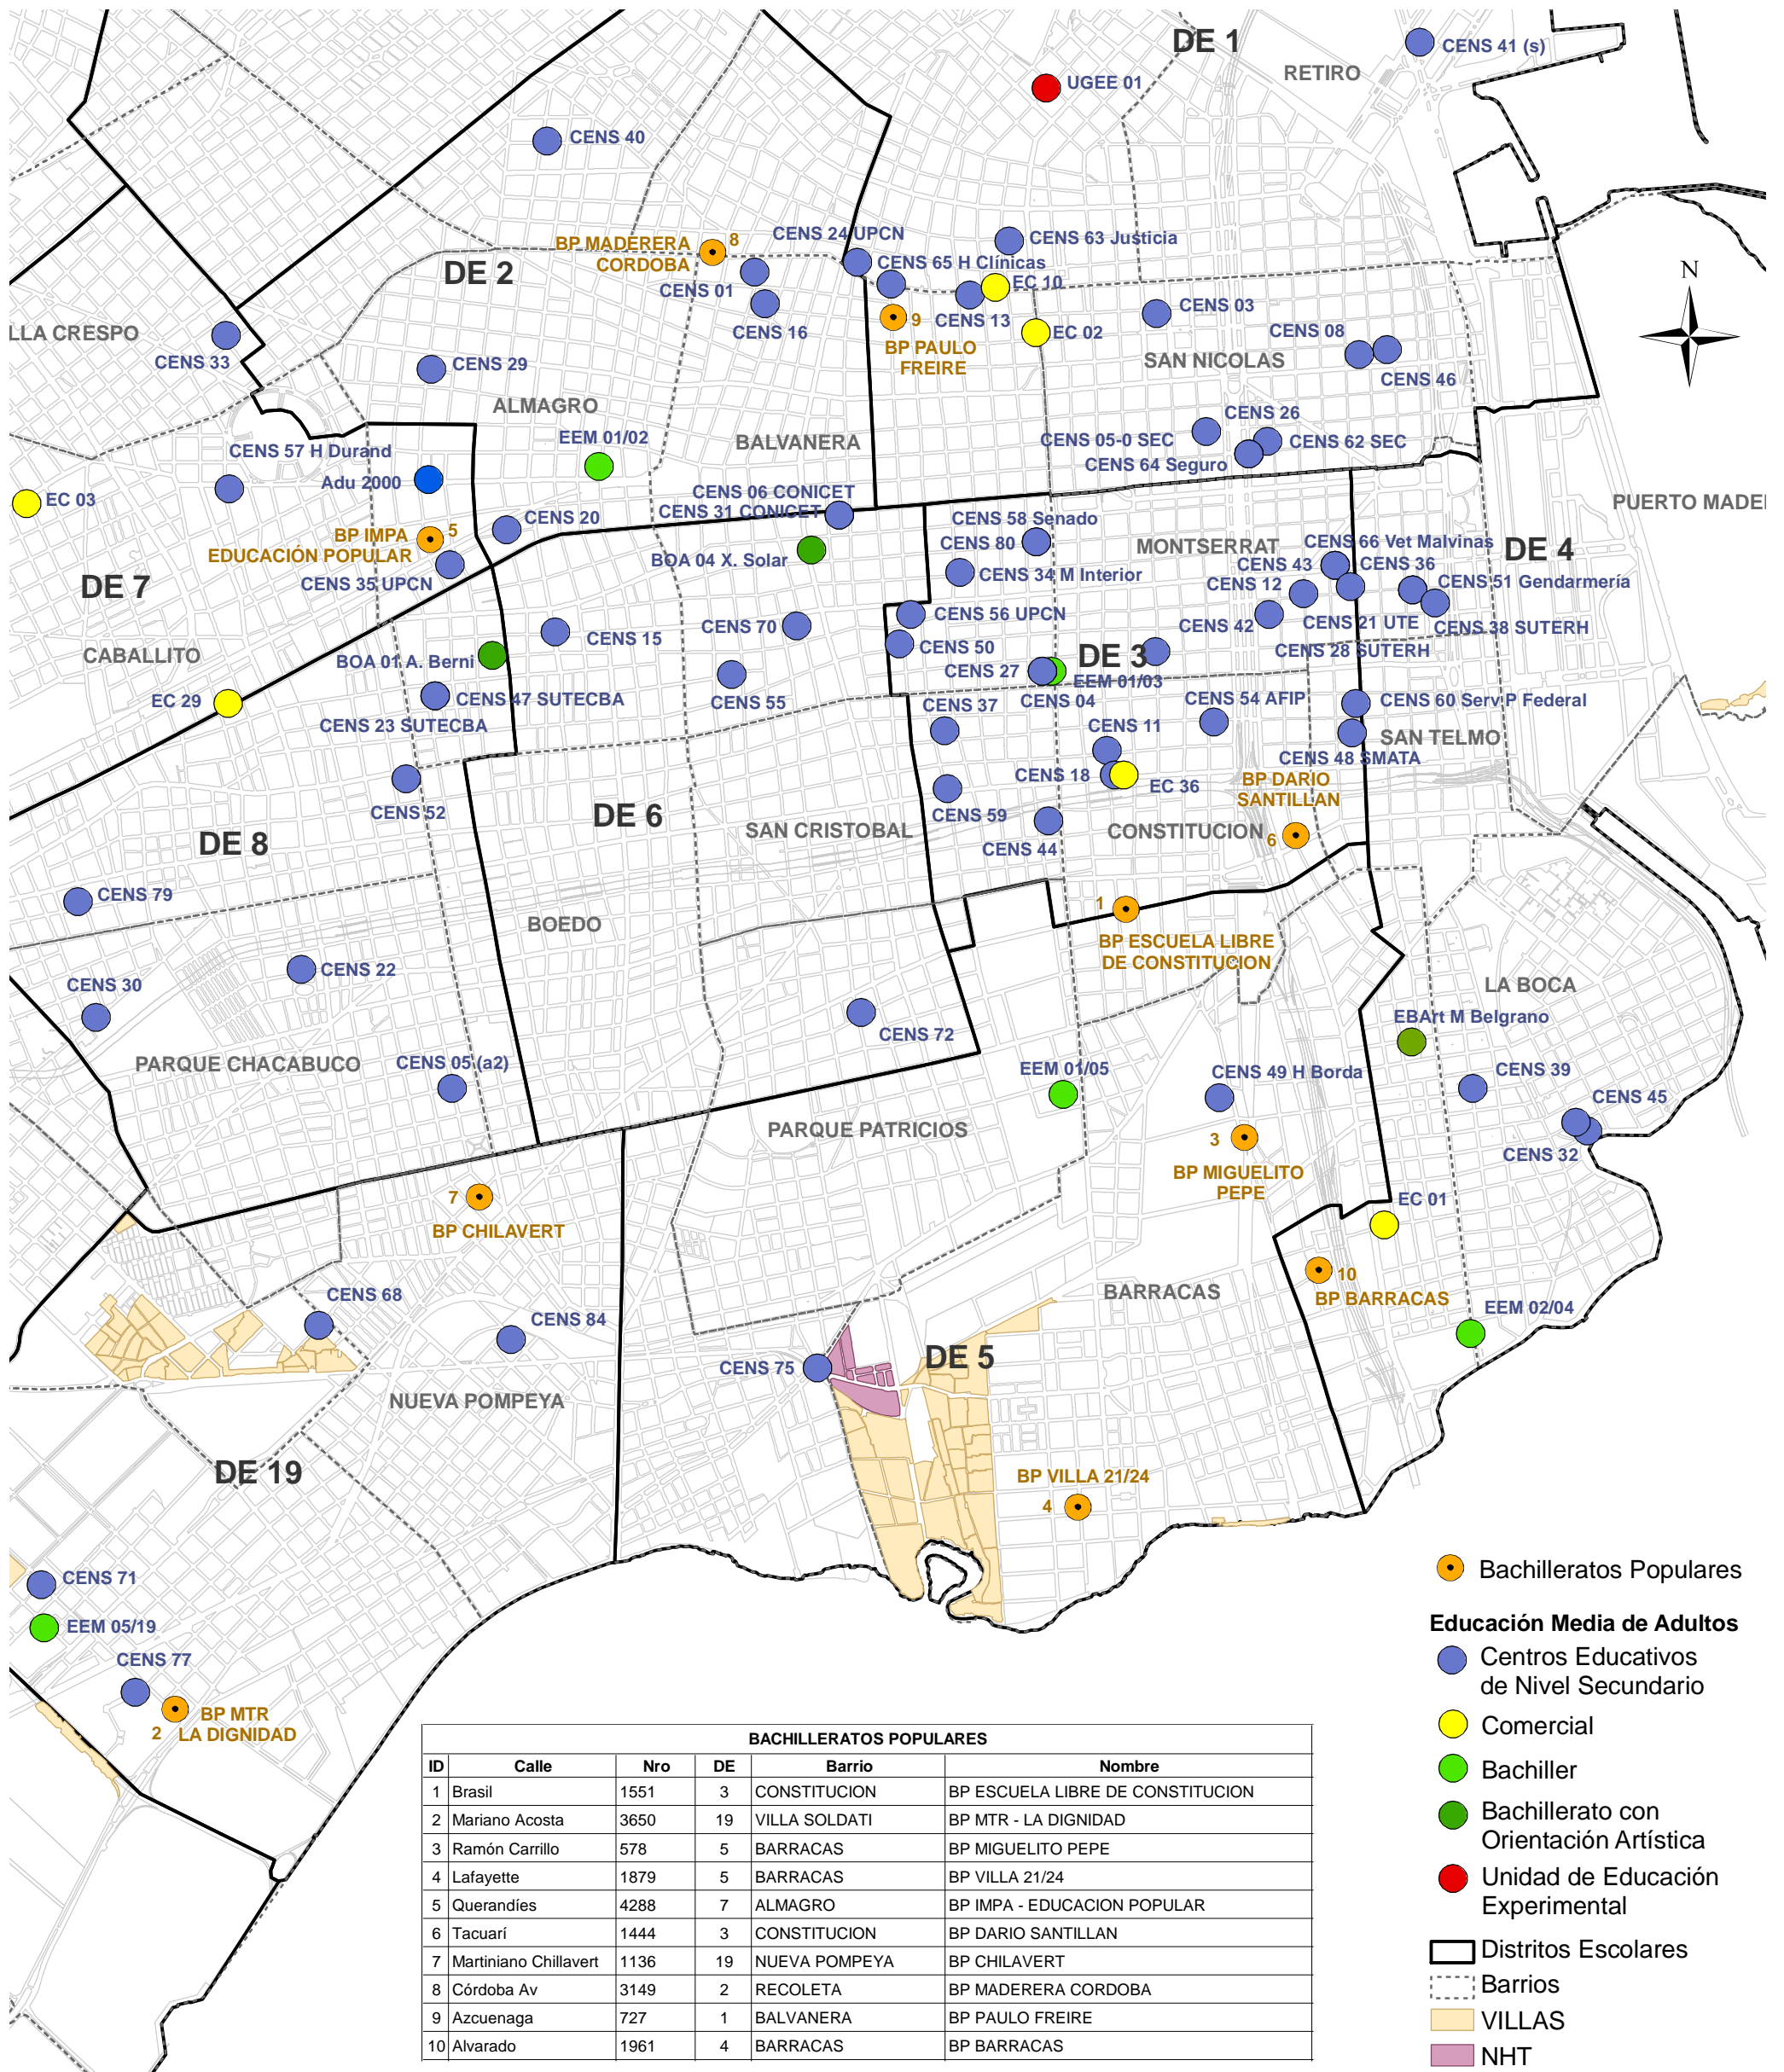 DE 1
RETIRO
CENS 41 (s)
UGEE 01
CENS 40
BP MADERERA
CORDOBA
8
CENS 24 UPCN
CENS 63 Justicia
CENS 65 H Clínicas
EC 10
DE 2
CENS 01
CENS 16
CENS 13
9
BP PAULO
FREIRE
EC 02
CENS 03
CENS 08
CENS 46
SAN NICOLAS
N
LLA CRESPO
CENS 33
CENS 29
ALMAGRO
BALVANERA
EEM 01/02
CENS 26
CENS 05-0 SEC
CENS 62 SEC
CENS 64 Seguro
CENS 57 H Durand
Adu 2000
EC 03
CENS 06 CONICET
CENS 31 CONICET
CENS 20
BP IMPA
EDUCACIÓN POPULAR
5
CENS 35 UPCN
BOA 04 X. Solar
CENS 58 Senado
CENS 80
CENS 34 M Interior
MONTSERRAT
PUERTO MADE
DE 4
CENS 66 Vet Malvinas
CENS 43
CENS 36
CENS 12
CENS 51 Gendarmería
CENS 42
CENS 21 UTE
CENS 38 SUTERH
CENS 28 SUTERH
DE 7
CABALLITO
CENS 15
CENS 70
CENS 56 UPCN
CENS 50
BOA 01 A. Berni
CENS 55
CENS 27
DE 3
EEM 01/03
CENS 04
EC 29
CENS 47 SUTECBA
CENS 23 SUTECBA
CENS 37
CENS 54 AFIP
CENS 60 Serv P Federal
CENS 11
SAN TELMO
CENS 48 SMATA
CENS 52
CENS 18
EC 36
BP DARIO
SANTILLAN
6
CENS 59
CENS 44
CONSTITUCION
DE 8
DE 6
SAN CRISTOBAL
CENS 79
BOEDO
1
BP ESCUELA LIBRE
DE CONSTITUCION
CENS 22
CENS 30
LA BOCA
CENS 72
EBArt M Belgrano
PARQUE CHACABUCO
CENS 05 (a2)
EEM 01/05
CENS 49 H Borda
CENS 39
CENS 45
CENS 32
PARQUE PATRICIOS
3
BP MIGUELITO
PEPE
7
BP CHILAVERT
EC 01
10
BP BARRACAS
BARRACAS
CENS 68
CENS 84
EEM 02/04
CENS 75
DE 5
NUEVA POMPEYA
DE 19
BP VILLA 21/24
4
CENS 71
EEM 05/19
CENS 77
BP MTR
LA DIGNIDAD
2
Bachilleratos Populares
Educación Media de Adultos
Centros Educativos
de Nivel Secundario
Comercial
Bachiller
Bachillerato con
Orientación Artística
Unidad de Educación
Experimental
Distritos Escolares
Barrios
VILLAS
NHT
BACHILLERATOS POPULARES
ID Calle Nro DE Barrio Nombre
1 Brasil 1551 3 CONSTITUCION BP ESCUELA LIBRE DE CONSTITUCION
2 Mariano Acosta 3650 19 VILLA SOLDATI BP MTR - LA DIGNIDAD
3 Ramón Carrillo 578 5 BARRACAS BP MIGUELITO PEPE
4 Lafayette 1879 5 BARRACAS BP VILLA 21/24
5 Querandíes 4288 7 ALMAGRO BP IMPA - EDUCACION POPULAR
6 Tacuarí 1444 3 CONSTITUCION BP DARIO SANTILLAN
7 Martiniano Chillavert 1136 19 NUEVA POMPEYA BP CHILAVERT
8 Córdoba Av 3149 2 RECOLETA BP MADERERA CORDOBA
9 Azcuenaga 727 1 BALVANERA BP PAULO FREIRE
10 Alvarado 1961 4 BARRACAS BP BARRACAS